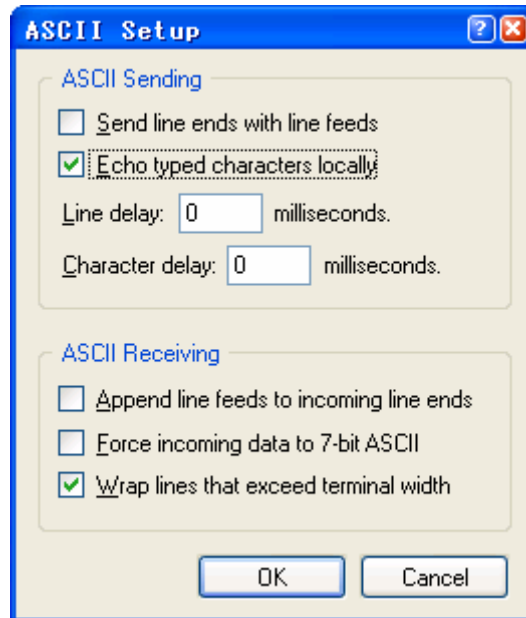 ASCII Setup
ASCII Sending
Send line ends with line feeds
Echo typed characters locally
Line delay: 0 milliseconds.
Character delay: 0 milliseconds.
ASCII Receiving
Append line feeds to incoming line ends
Force incoming data to 7-bit ASCII
Wrap lines that exceed terminal width
OK Cancel